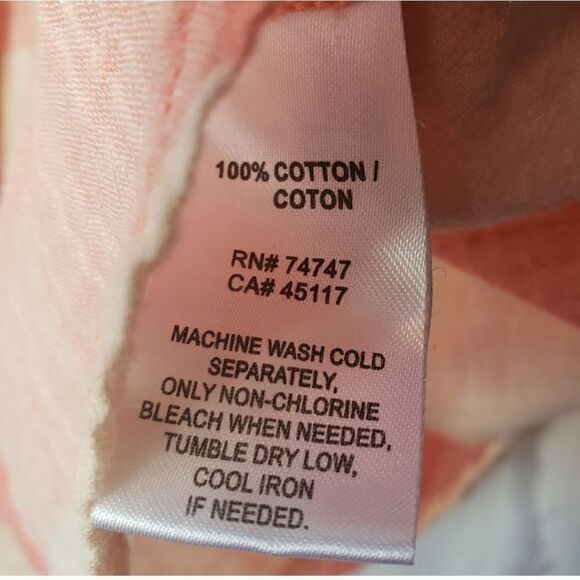 100% COTTON /
COTON
RN# 74747
CA# 45117
MACHINE WASH COLD
SEPARATELY,
ONLY NON-CHLORINE
BLEACH WHEN NEEDED,
TUMBLE DRY LOW,
COOL IRON
IF NEEDED.